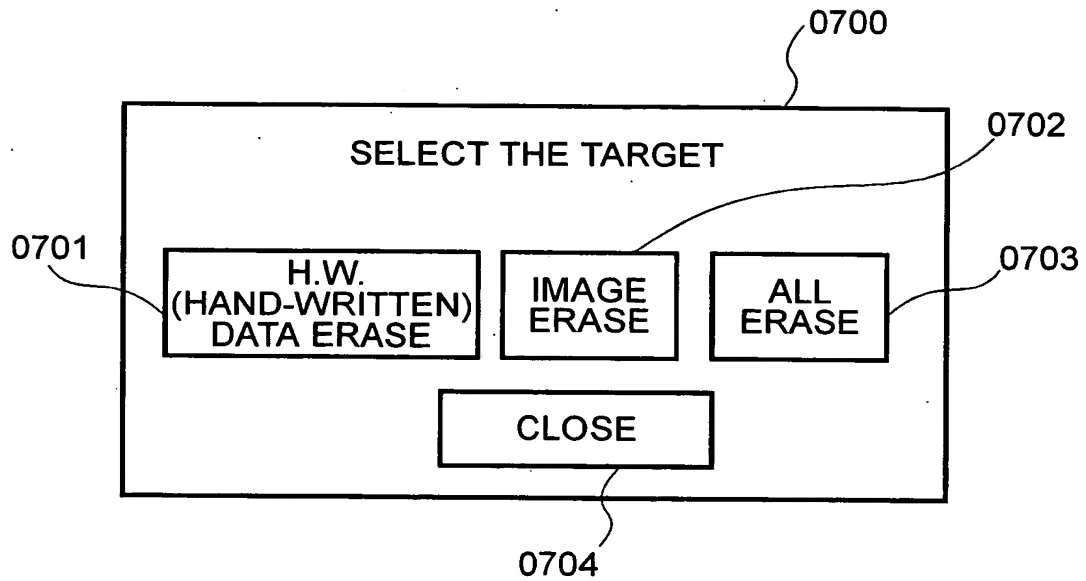 0700
SELECT THE TARGET
0702
0701
H.W.
(HAND-WRITTEN)
DATA ERASE
IMAGE
ERASE
ALL
ERASE
0703
CLOSE
0704